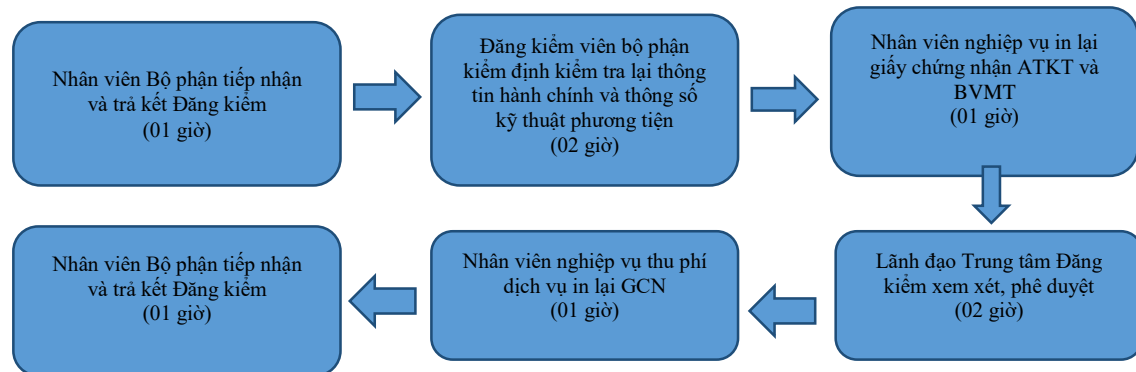 Nhân viên Bộ phận tiếp nhận
và trả kết Đăng kiểm
(01 giờ)
Đăng kiểm viên bộ phận
kiểm định kiểm tra lại thông
tin hành chính và thông số
kỹ thuật phương tiện
(02 giờ)
Nhân viên nghiệp vụ in lại
giấy chứng nhận ATKT và
BVMT
(01 giờ)
Lãnh đạo Trung tâm Đăng
kiểm xem xét, phê duyệt
(02 giờ)
Nhân viên nghiệp vụ thu phí
dịch vụ in lại GCN
(01 giờ)
Nhân viên Bộ phận tiếp nhận
và trả kết Đăng kiểm
(01 giờ)